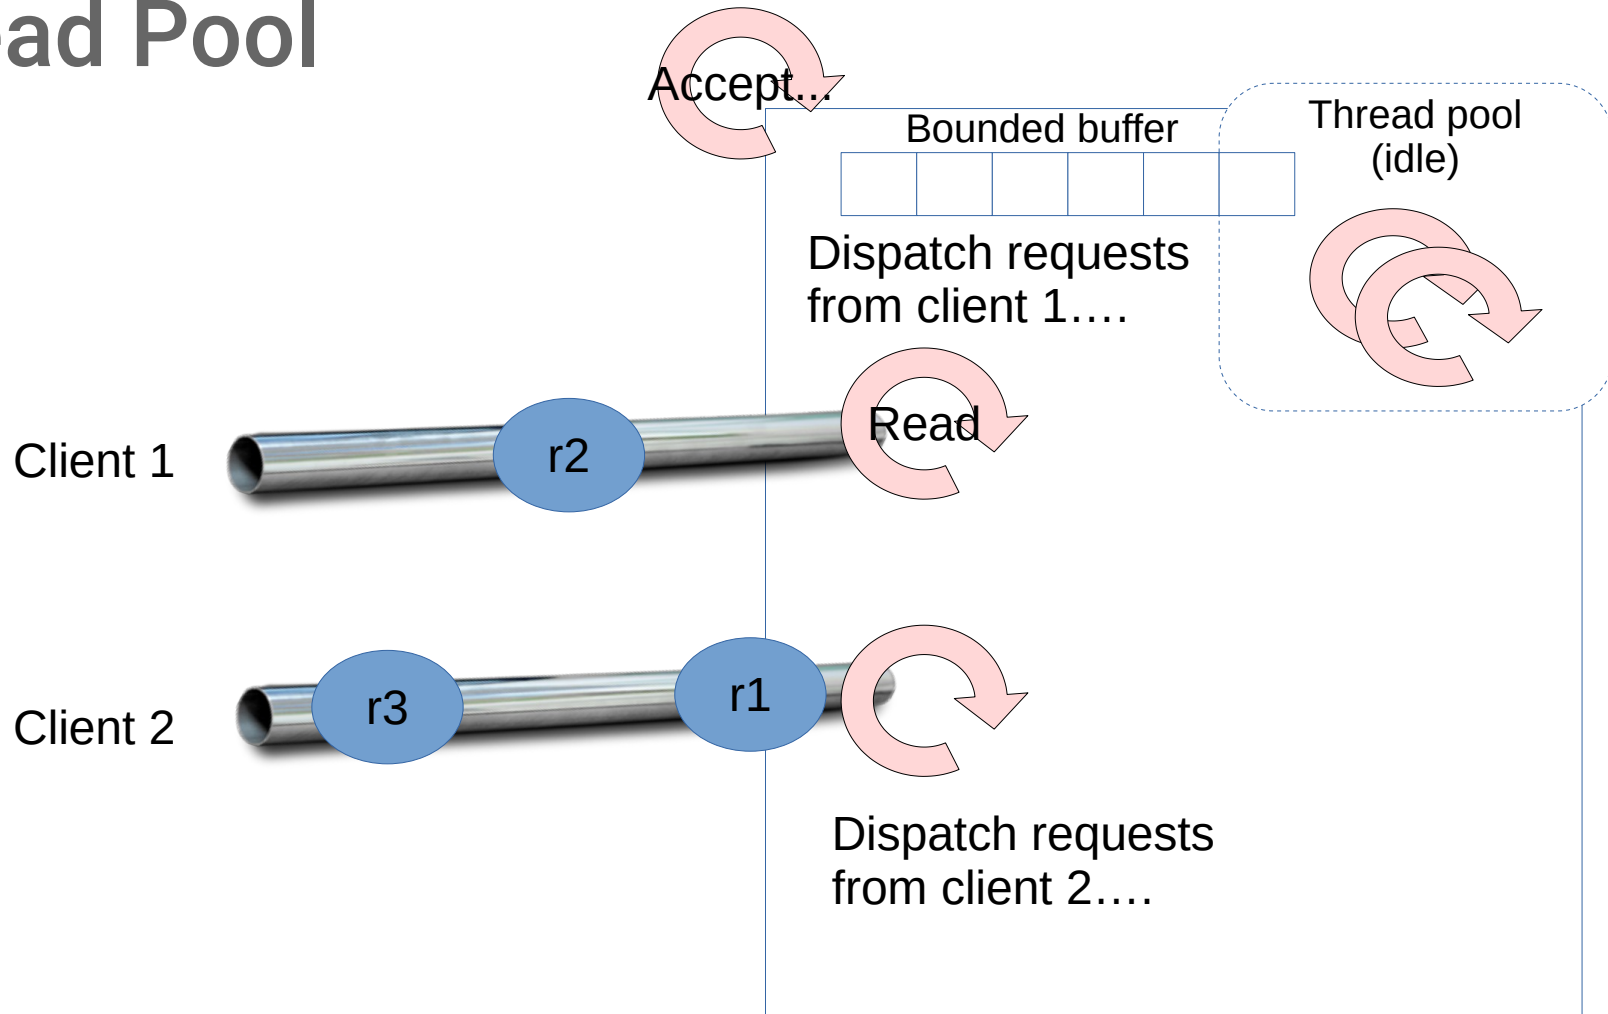 ead Pool
Accept...
Bounded buffer
Thread pool
(idle)
Dispatch requests
from client 1....
Read
Client 1
r2
Client 2
r3
r1
Dispatch requests
from client 2....